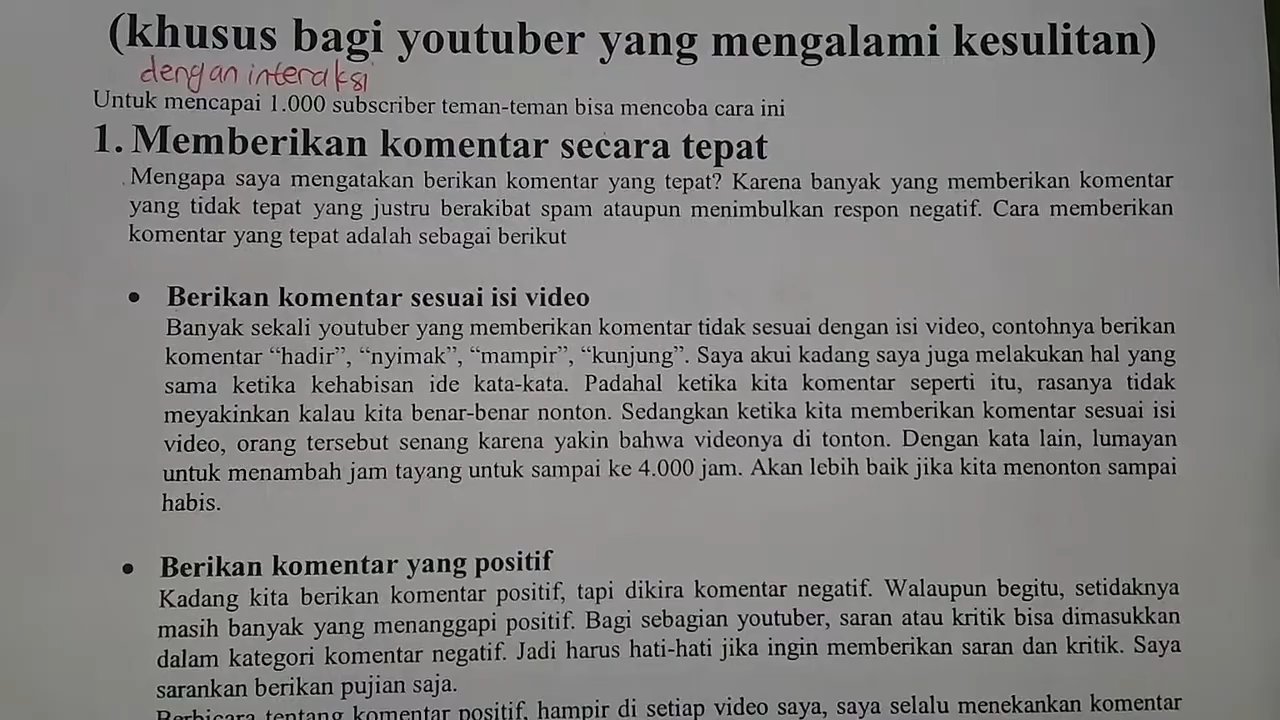 (khusus bagi youtuber yang mengalami kesulitan)
dengan interaksi
Untuk mencapai 1.000 subscriber teman-teman bisa mencoba cara ini
1. Memberikan komentar secara tepat
Mengapa saya mengatakan berikan komentar yang tepat? Karena banyak yang memberikan komentar
yang tidak tepat yang justru berakibat spam ataupun menimbulkan respon negatif. Cara memberikan
komentar yang tepat adalah sebagai berikut
• Berikan komentar sesuai isi video
Banyak sekali youtuber yang memberikan komentar tidak sesuai dengan isi video, contohnya berikan
komentar “hadir”, “nyimak”, “mampir”, “kunjung”. Saya akui kadang saya juga melakukan hal yang
sama ketika kehabisan ide kata-kata. Padahal ketika kita komentar seperti itu, rasanya tidak
meyakinkan kalau kita benar-benar nonton. Sedangkan ketika kita memberikan komentar sesuai isi
video, orang tersebut senang karena yakin bahwa videonya di tonton. Dengan kata lain, lumayan
untuk menambah jam tayang untuk sampai ke 4.000 jam. Akan lebih baik jika kita menonton sampai
habis.
• Berikan komentar yang positif
Kadang kita berikan komentar positif, tapi dikira komentar negatif. Walaupun begitu, setidaknya
masih banyak yang menanggapi positif. Bagi sebagian youtuber, saran atau kritik bisa dimasukkan
dalam kategori komentar negatif. Jadi harus hati-hati jika ingin memberikan saran dan kritik. Saya
sarankan berikan pujian saja.
Berbicara tentang komentar positif, hampir di setiap video saya, saya selalu menekankan komentar